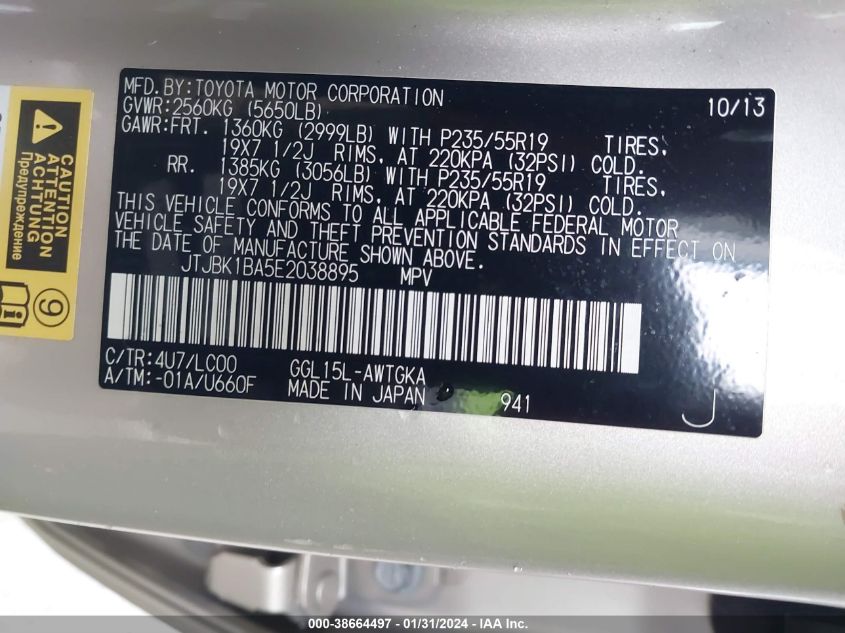 MFD.BY:TOYOTA MOTOR CORPORATION 10/13
GVWR:2560KG (5650LB)
GAWR:FRT. 1360KG (2999LB) WITH P235/55R19 TIRES,
19X7 1/2J RIMS, AT 220KPA (32PSI) COLD.
RR. 1385KG (3056LB) WITH P235/55R19 TIRES,
19X7 1/2J RIMS, AT 220KPA (32PSI) COLD.
THIS VEHICLE CONFORMS TO ALL APPLICABLE FEDERAL MOTOR
VEHICLE SAFETY AND THEFT PREVENTION STANDARDS IN EFFECT ON
THE DATE OF MANUFACTURE SHOWN ABOVE.
JTJBK1BA5E2038895 MPV
C/TR:4U7/LC00 GGL15L-AWTGKA
A/TM:-01A/U660F MADE IN JAPAN 941
J
CAUTION
ATTENTION
ACHTUNG
Предупреждение
9
000-38664497 - 01/31/2024 - IAA Inc.